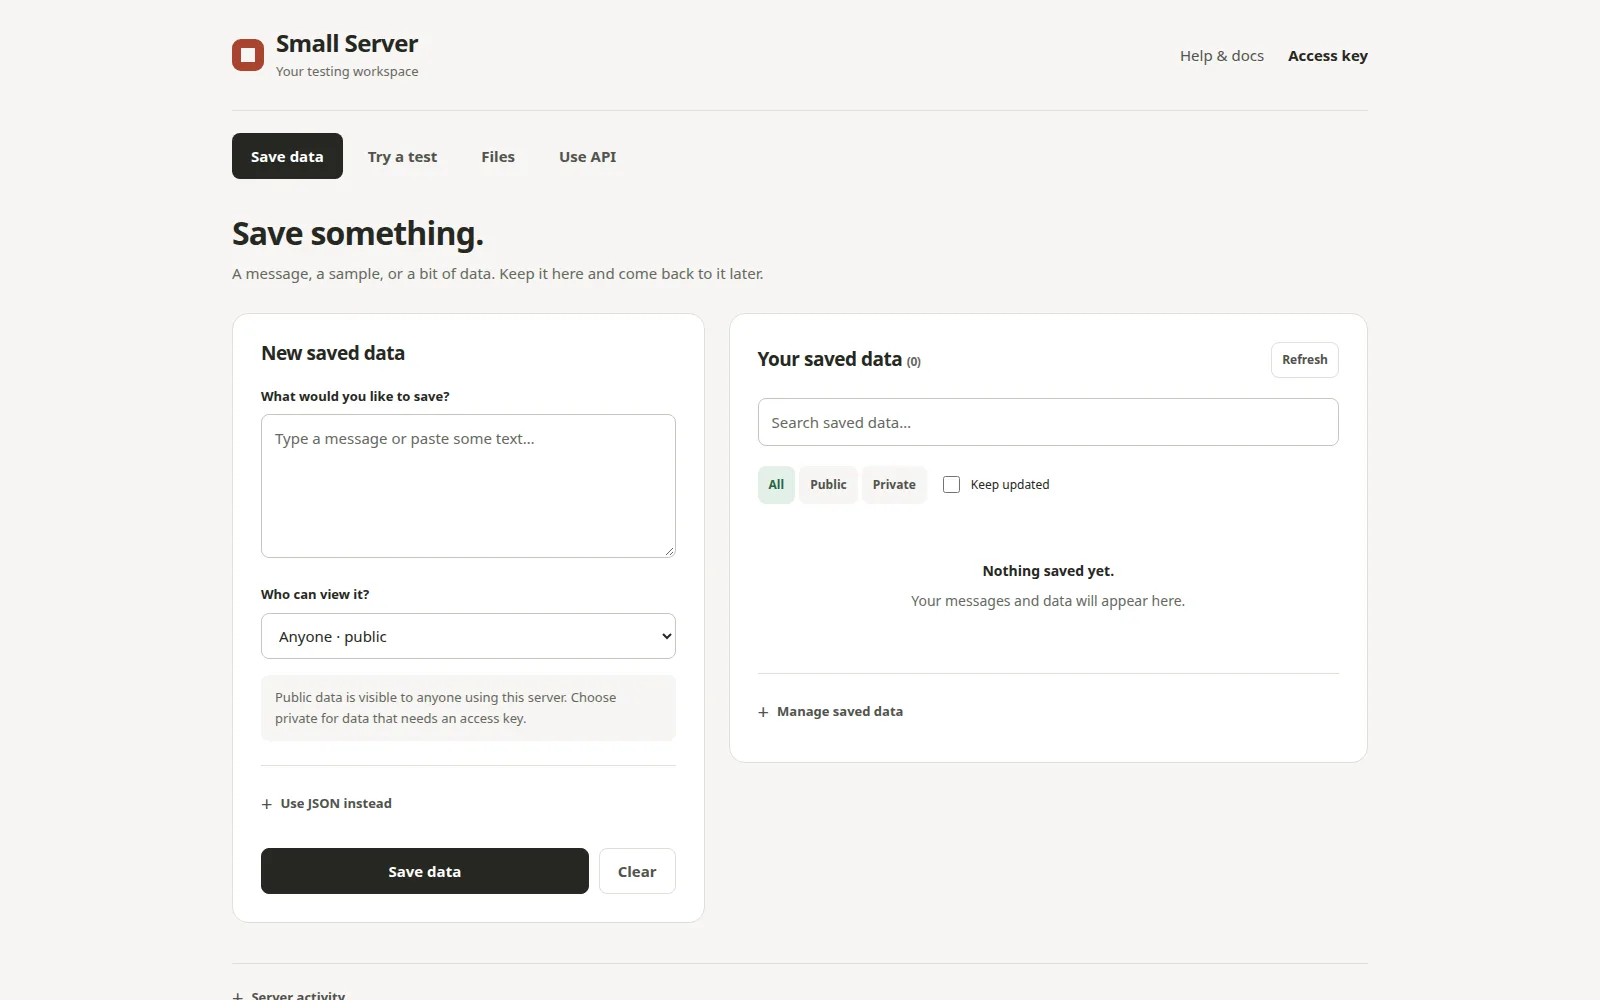 Small Server
Your testing workspace
Help & docs
Access key
Save data
Try a test
Files
Use API
Save something.
A message, a sample, or a bit of data. Keep it here and come back to it later.
New saved data
What would you like to save?
Type a message or paste some text...
Who can view it?
Anyone · public
Public data is visible to anyone using this server. Choose
private for data that needs an access key.
+ Use JSON instead
Save data
Clear
Your saved data (0)
Refresh
Search saved data...
All
Public
Private
Keep updated
Nothing saved yet.
Your messages and data will appear here.
+ Manage saved data
+ Server activity